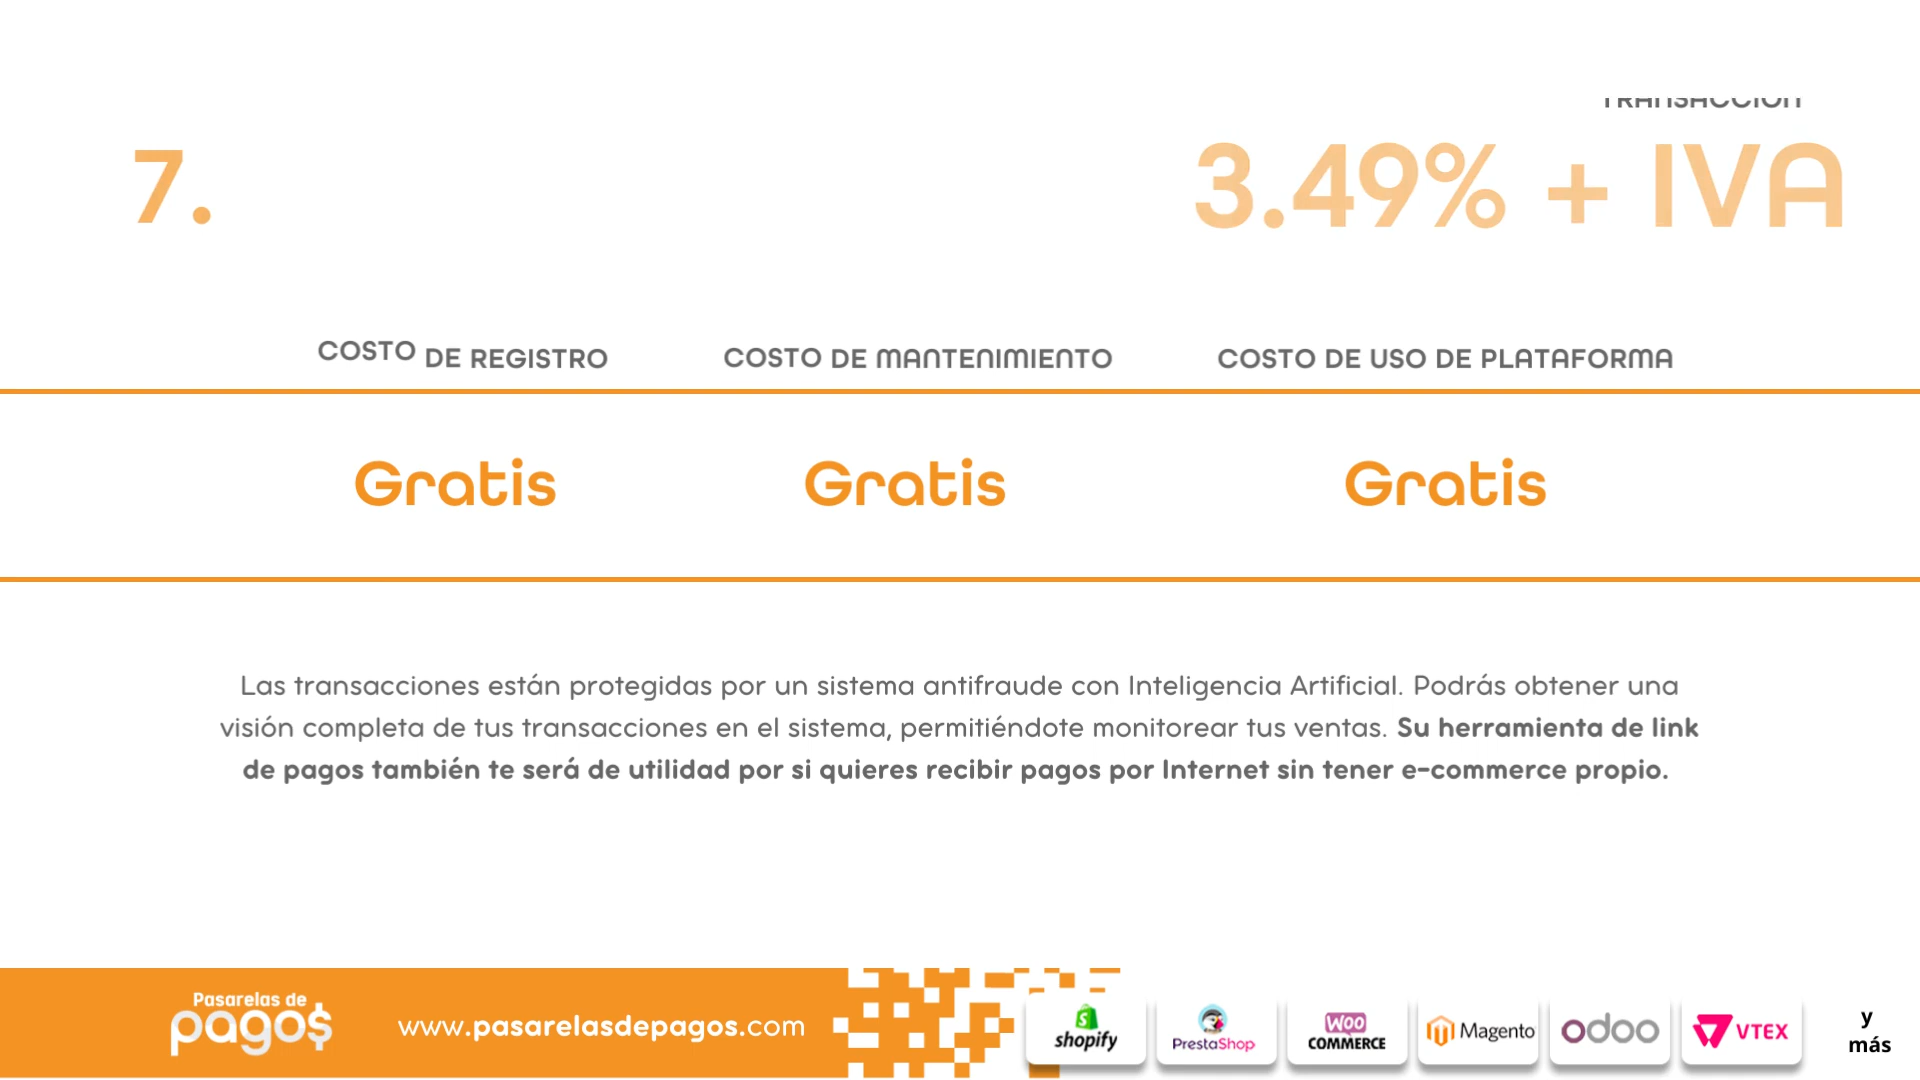 TRANSACCIÓN
7.
3.49% + IVA
COSTO DE REGISTRO
COSTO DE MANTENIMIENTO
COSTO DE USO DE PLATAFORMA
Gratis
Gratis
Gratis
Las transacciones están protegidas por un sistema antifraude con Inteligencia Artificial. Podrás obtener una
visión completa de tus transacciones en el sistema, permitiéndote monitorear tus ventas. Su herramienta de link
de pagos también te será de utilidad por si quieres recibir pagos por Internet sin tener e-commerce propio.
Pasarelas de
pago$
www.pasarelasdepagos.com
shopify
PrestaShop
WOO
COMMERCE
Magento
odoo
VTEX
y
más